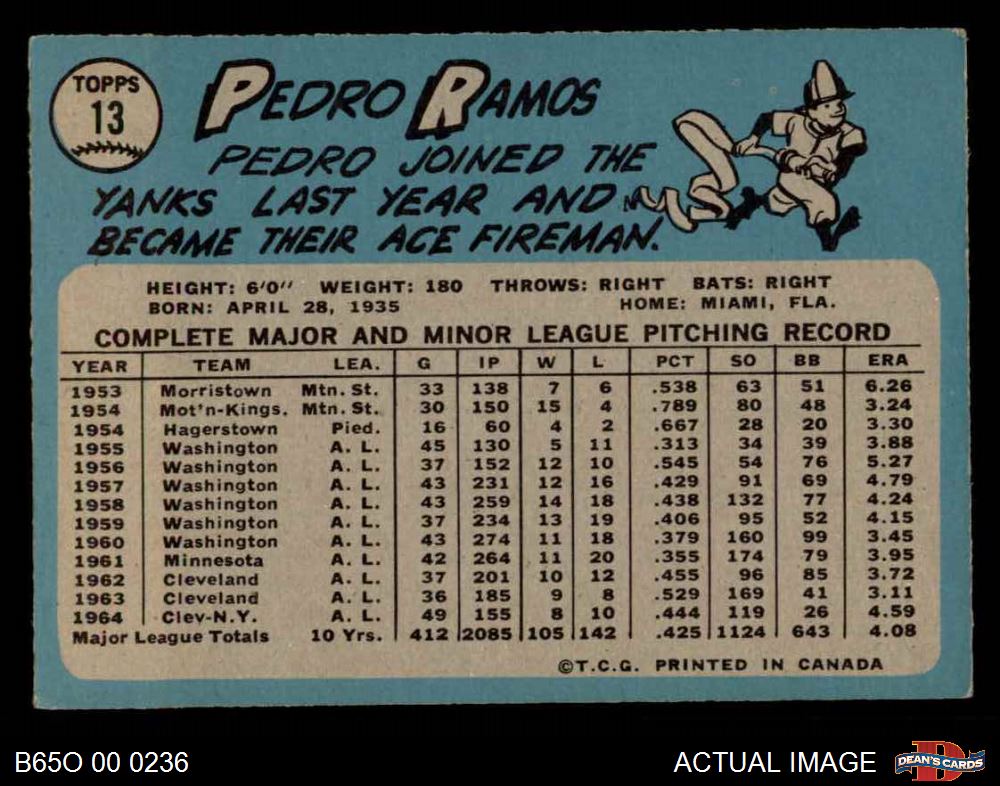 TOPPS
13
PEDRO RAMOS
PEDRO JOINED THE
YANKS LAST YEAR AND
BECAME THEIR ACE FIREMAN.
HEIGHT: 6'0" WEIGHT: 180 THROWS: RIGHT BATS: RIGHT
BORN: APRIL 28, 1935 HOME: MIAMI, FLA.
COMPLETE MAJOR AND MINOR LEAGUE PITCHING RECORD
YEAR TEAM LEA. G IP W L PCT SO BB ERA
1953 Morristown Mtn. St. 33 138 7 6 .538 63 51 6.26
1954 Mot'n-Kings. Mtn. St. 30 150 15 4 .789 80 48 3.24
1954 Hagerstown Pied. 16 60 4 2 .667 28 20 3.30
1955 Washington A. L. 45 130 5 11 .313 34 39 3.88
1956 Washington A. L. 37 152 12 10 .545 54 76 5.27
1957 Washington A. L. 43 231 12 16 .429 91 69 4.79
1958 Washington A. L. 43 259 14 18 .438 132 77 4.24
1959 Washington A. L. 37 234 13 19 .406 95 52 4.15
1960 Washington A. L. 43 274 11 18 .379 160 99 3.45
1961 Minnesota A. L. 42 264 11 20 .355 174 79 3.95
1962 Cleveland A. L. 37 201 10 12 .455 96 85 3.72
1963 Cleveland A. L. 36 185 9 8 .529 169 41 3.11
1964 Clev-N.Y. A. L. 49 155 8 10 .444 119 26 4.59
Major League Totals 10 Yrs. 412 2085 105 142 .425 1124 643 4.08
©T.C.G. PRINTED IN CANADA
B65O 00 0236
ACTUAL IMAGE
D
DEAN'S CARDS